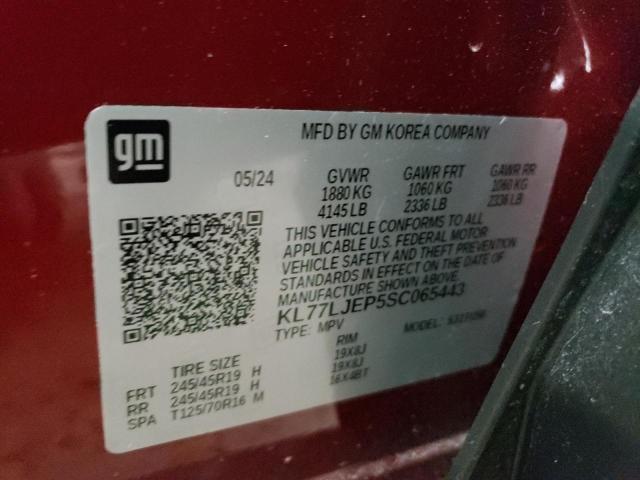 gm
MFD BY GM KOREA COMPANY
05/24
GVWR GAWR FRT GAWR RR
1880 KG 1060 KG 1060 KG
4145 LB 2336 LB 2336 LB
THIS VEHICLE CONFORMS TO ALL
APPLICABLE U.S. FEDERAL MOTOR
VEHICLE SAFETY, AND THEFT PREVENTION
STANDARDS IN EFFECT ON THE DATE OF
MANUFACTURE SHOWN ABOVE.
KL77LJEP5SC065443
TYPE: MPV MODEL:
TIRE SIZE RIM
FRT 245/45R19 H 19X8J
RR 245/45R19 H 19X8J
SPA T125/70R16 M 16X4BT